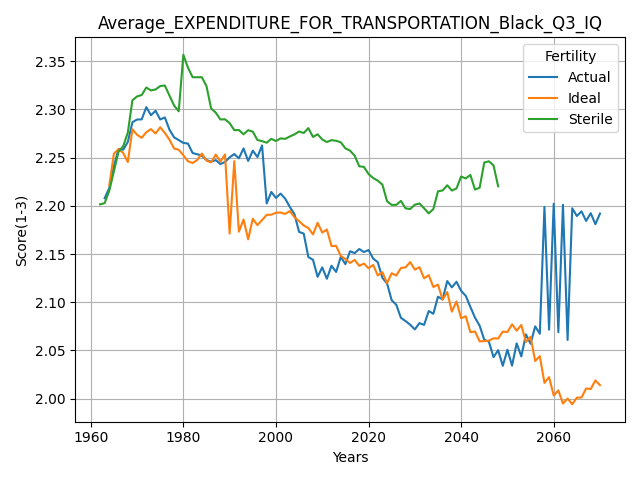 Average_EXPENDITURE_FOR_TRANSPORTATION_Black_Q3_IQ
Fertility
Actual
Ideal
Sterile
Score(1-3)
2.35
2.30
2.25
2.20
2.15
2.10
2.05
2.00
1960 1980 2000 2020 2040 2060
Years